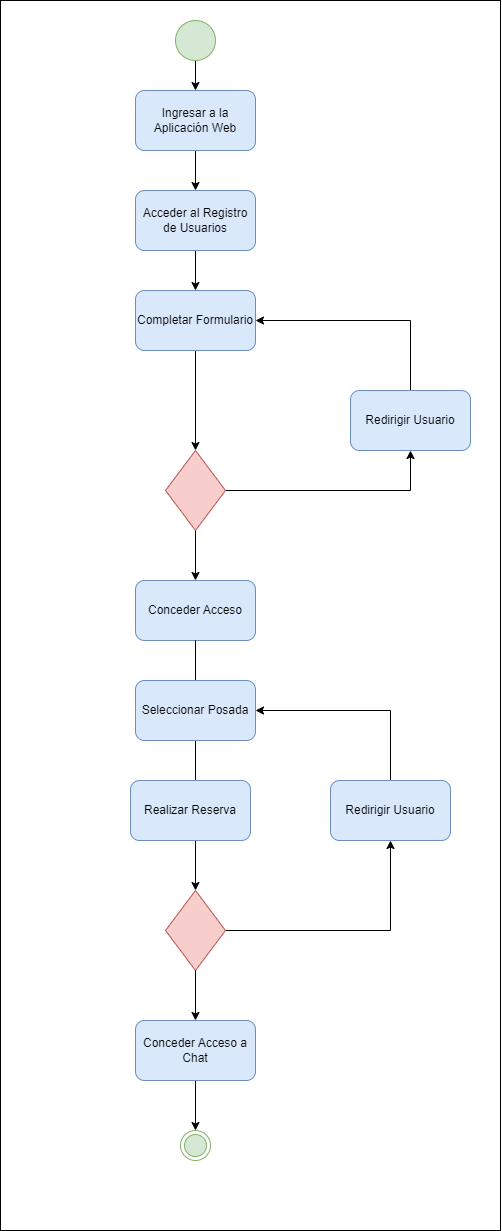 Ingresar a la
Aplicación Web
Acceder al Registro
de Usuarios
Completar Formulario
Redirigir Usuario
Conceder Acceso
Seleccionar Posada
Realizar Reserva
Redirigir Usuario
Conceder Acceso a
Chat